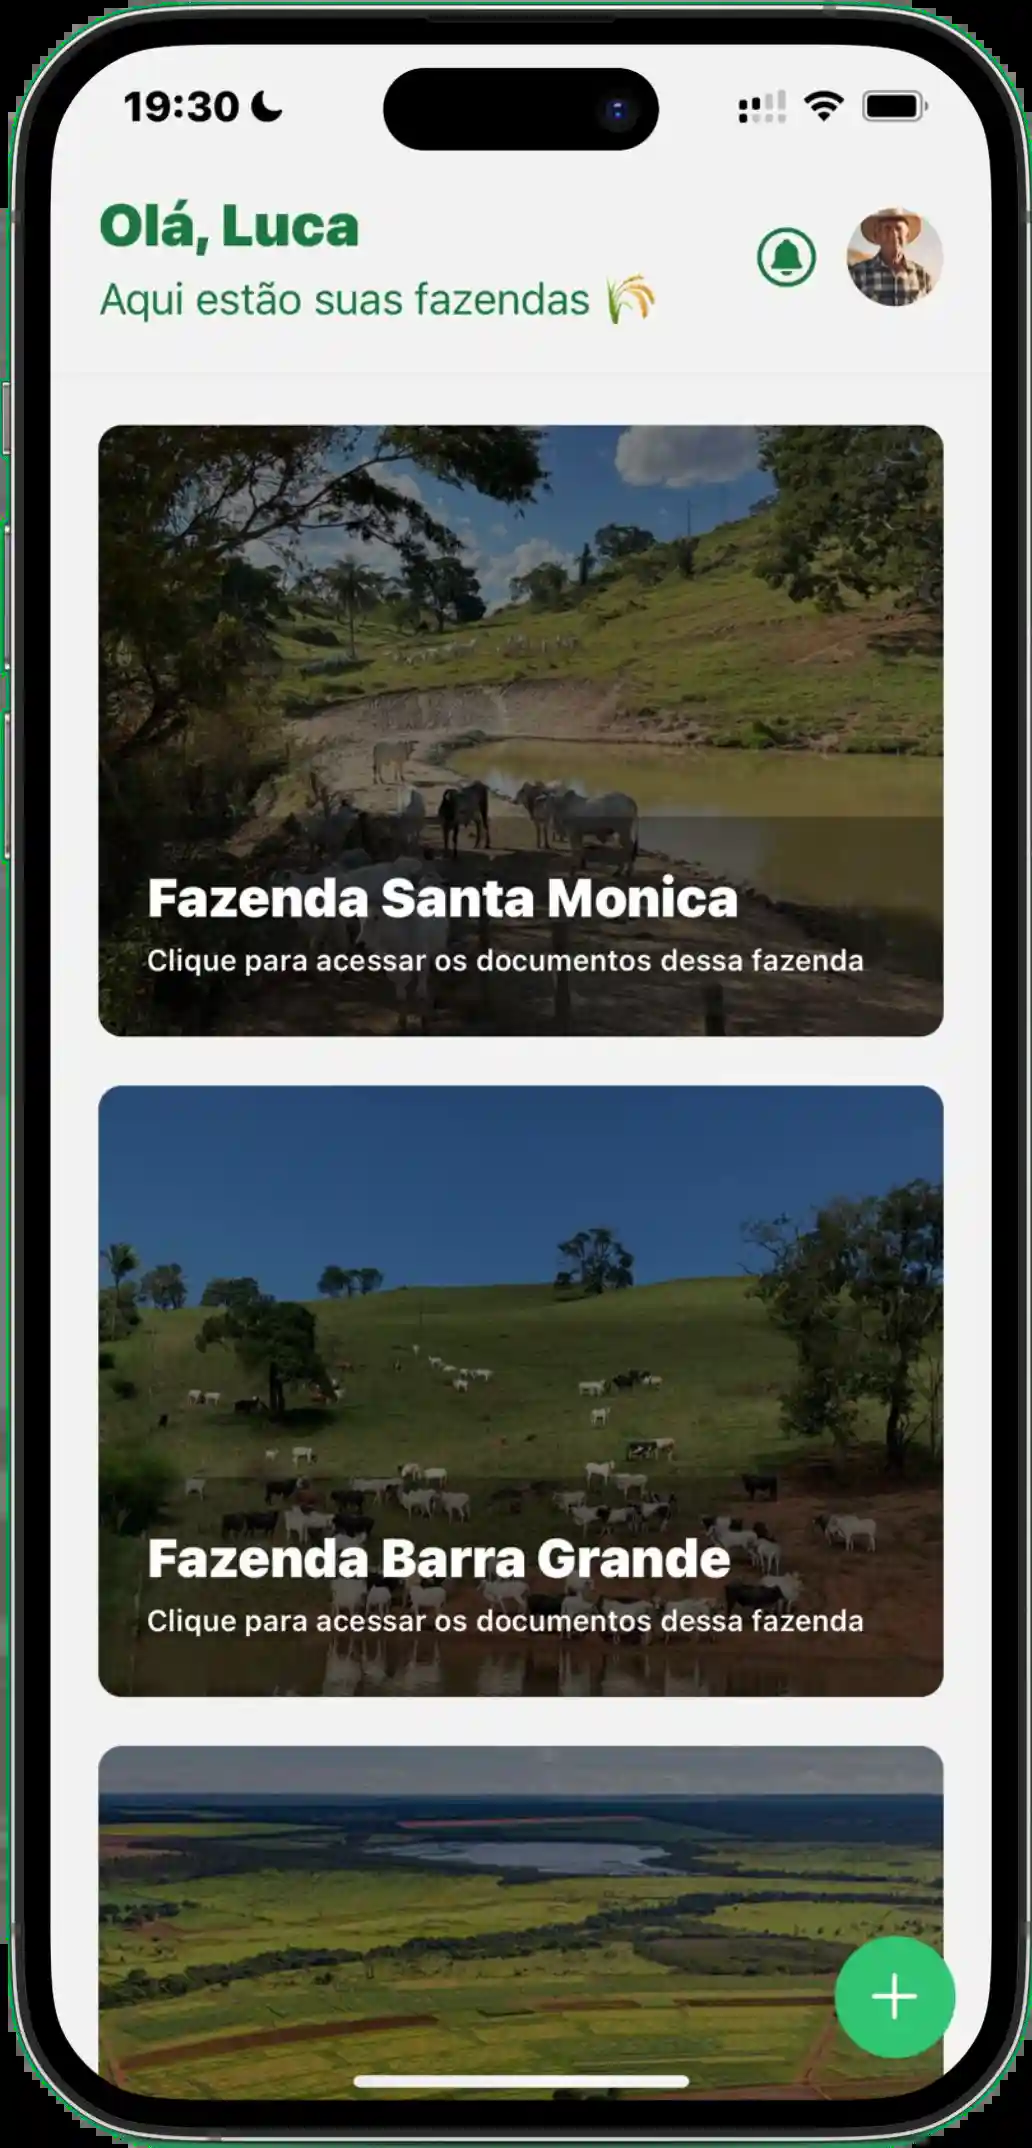 19:30
Olá, Luca
Aqui estão suas fazendas 🌾
Fazenda Santa Monica
Clique para acessar os documentos dessa fazenda
Fazenda Barra Grande
Clique para acessar os documentos dessa fazenda